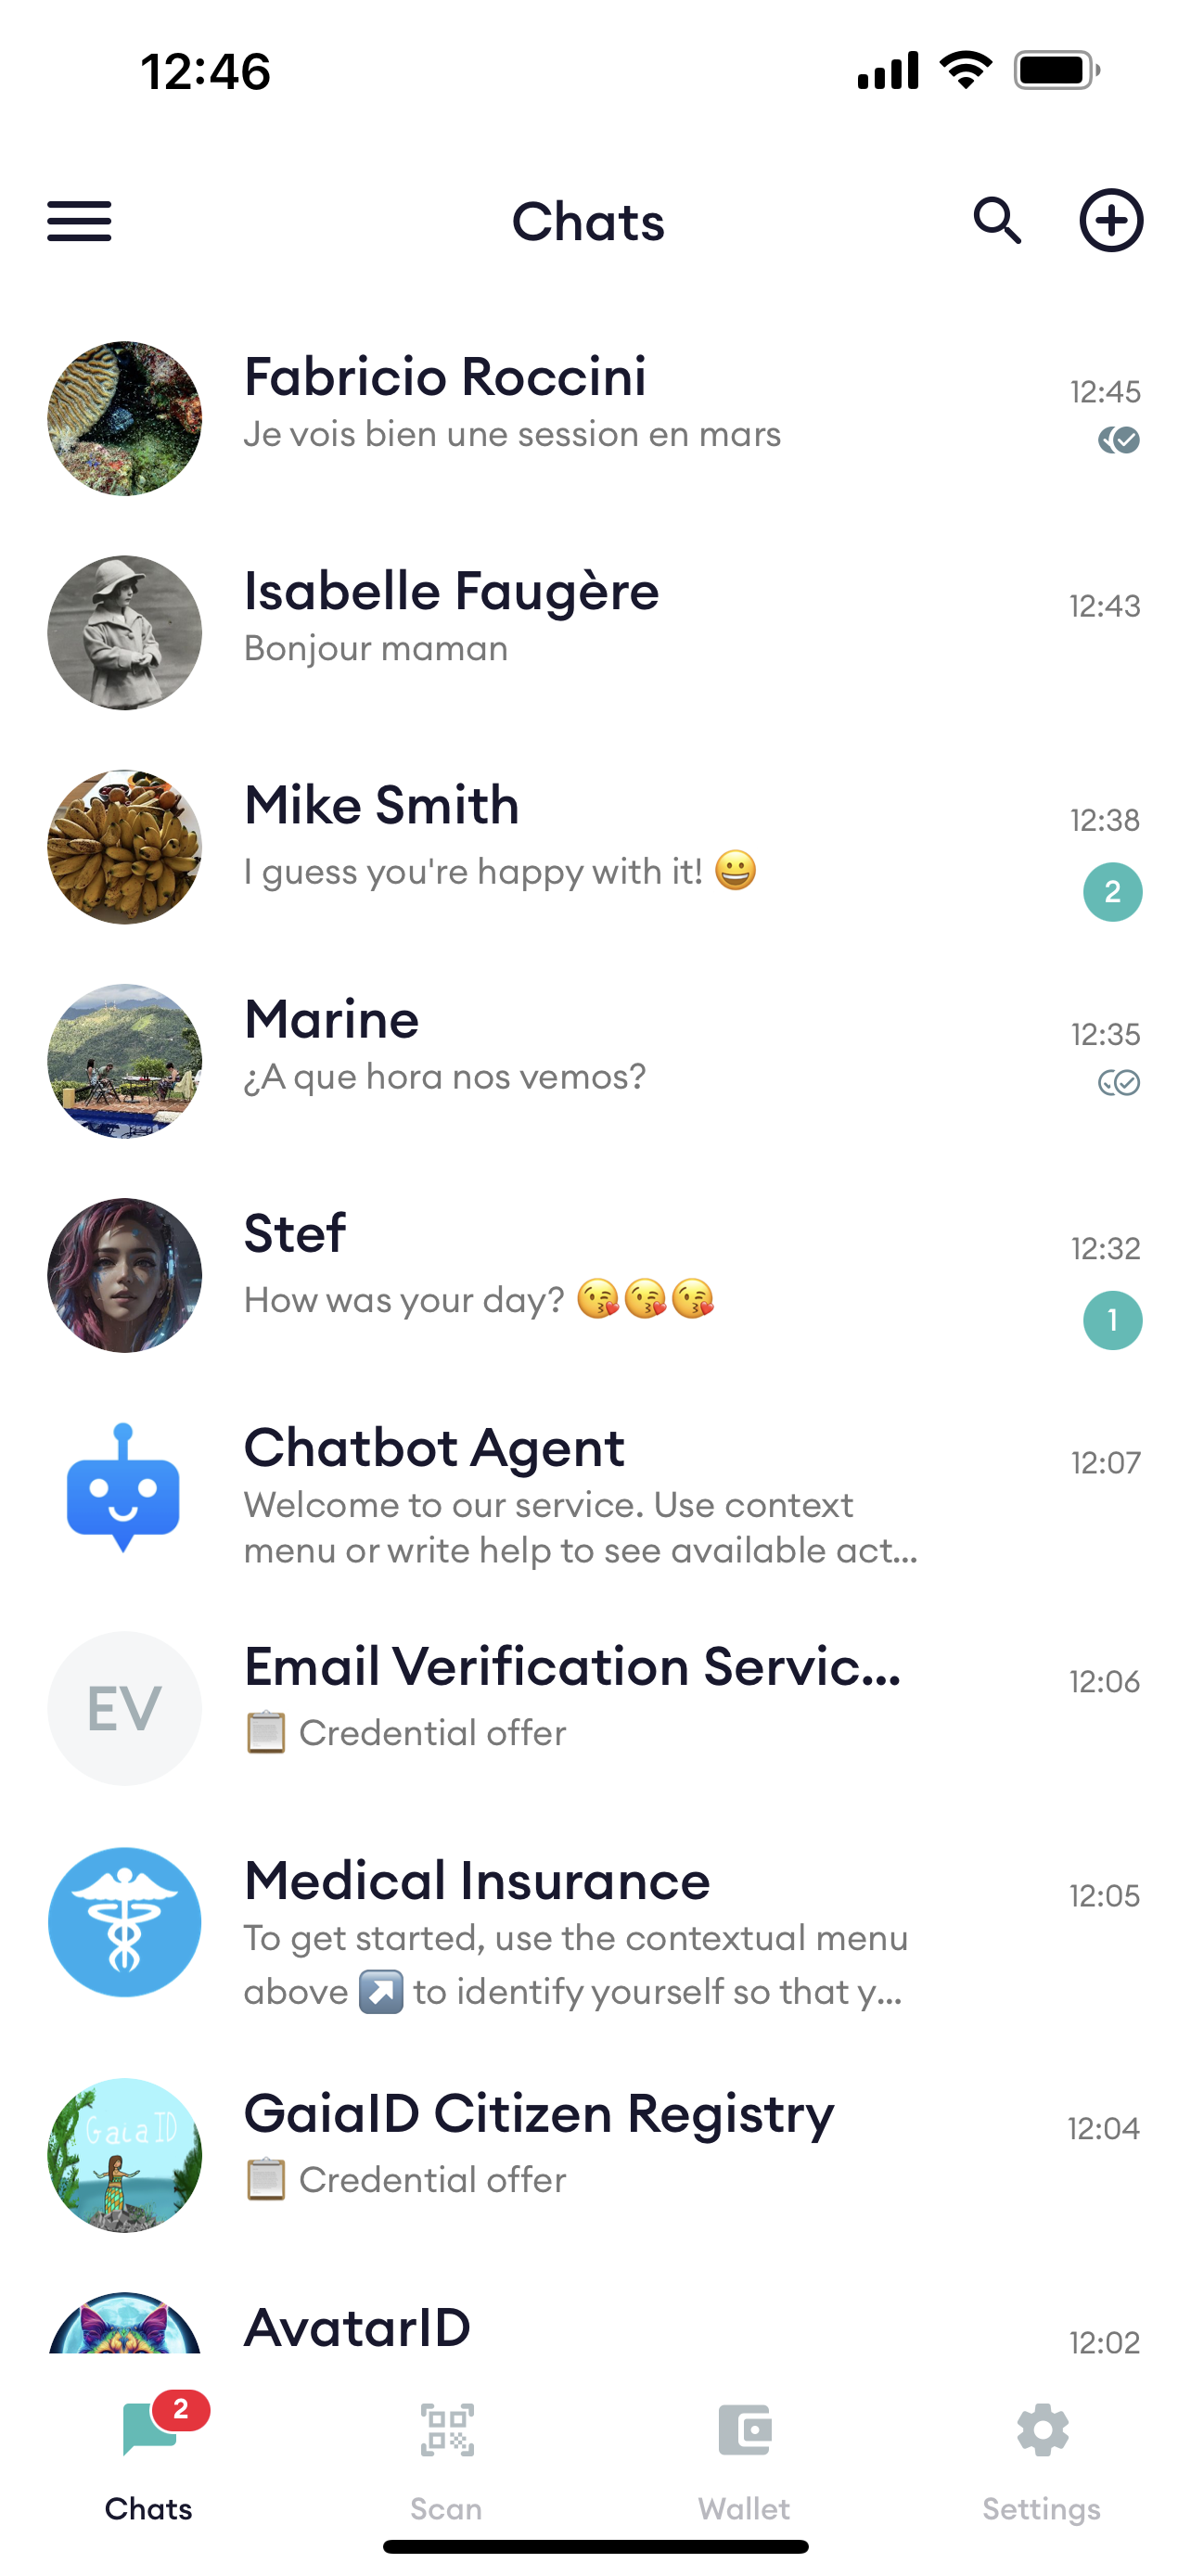 12:46
Chats
Fabricio Roccini
12:45
Je vois bien une session en mars
Isabelle Faugère
12:43
Bonjour maman
Mike Smith
12:38
I guess you're happy with it! 😀
2
Marine
12:35
¿A que hora nos vemos?
Stef
12:32
How was your day? 😘😘😘
1
Chatbot Agent
12:07
Welcome to our service. Use context
menu or write help to see available act...
EV
Email Verification Servic...
12:06
📋 Credential offer
Medical Insurance
12:05
To get started, use the contextual menu
above ↗️ to identify yourself so that y...
Gaia ID
GaiaID Citizen Registry
12:04
📋 Credential offer
AvatarID
12:02
2
Chats
Scan
Wallet
Settings